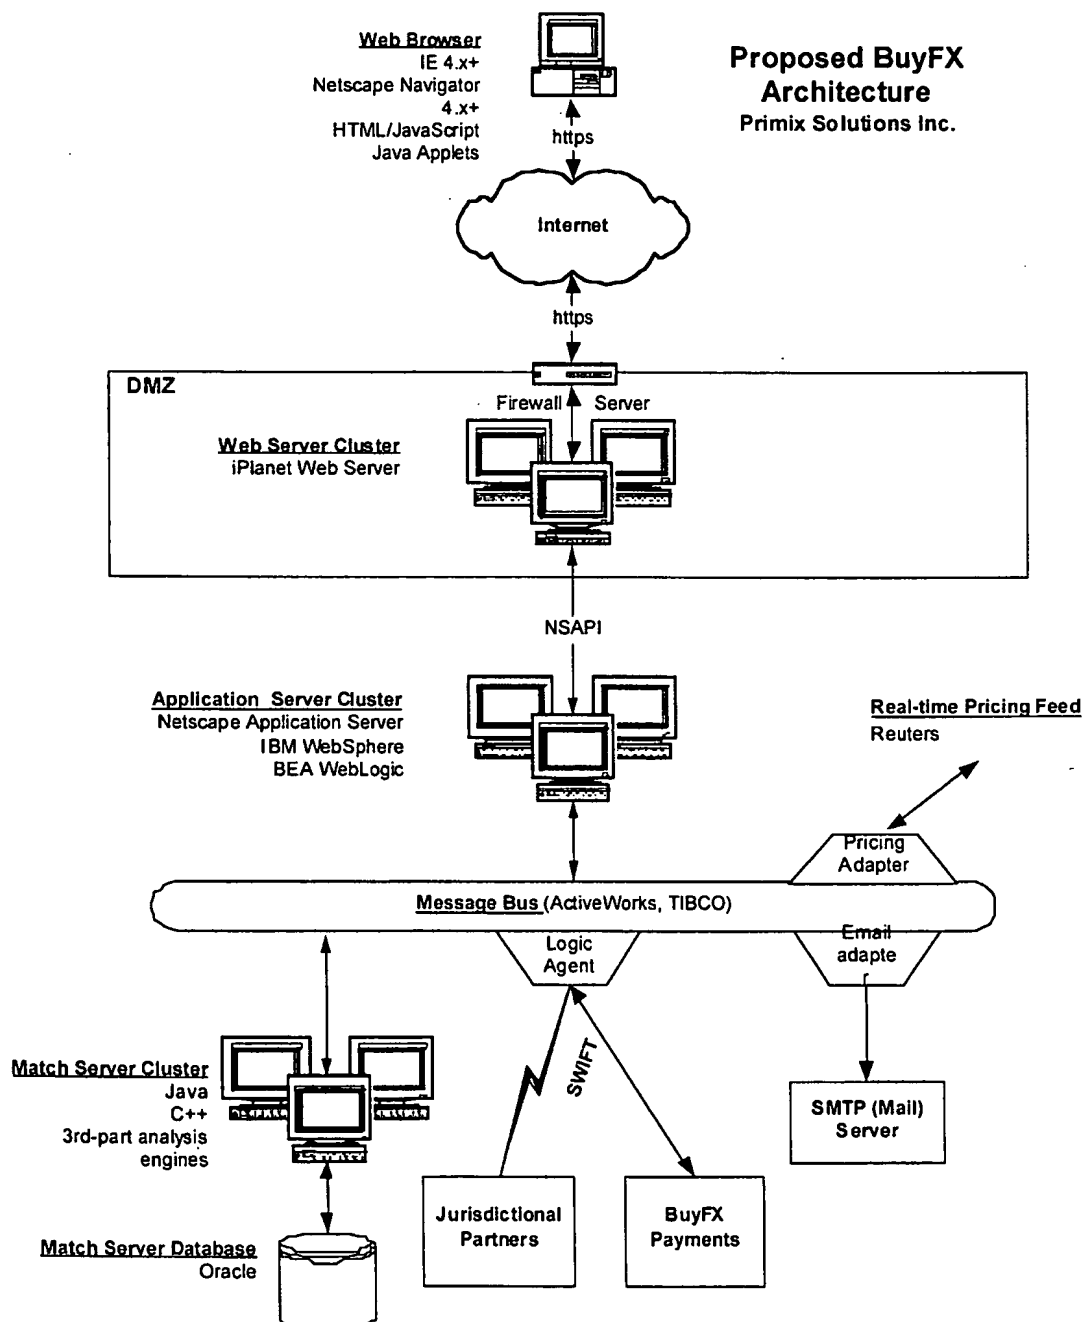 Proposed BuyFX
Architecture
Primix Solutions Inc.
Web Browser
IE 4.x+
Netscape Navigator
4.x+
HTML/JavaScript
Java Applets
https
Internet
https
DMZ
Firewall Server
Web Server Cluster
iPlanet Web Server
NSAPI
Application Server Cluster
Netscape Application Server
IBM WebSphere
BEA WebLogic
Real-time Pricing Feed
Reuters
Pricing
Adapter
Message Bus (ActiveWorks, TIBCO)
Logic
Agent
Email
adapte
SWIFT
Match Server Cluster
Java
C++
3rd-part analysis
engines
SMTP (Mail)
Server
Jurisdictional
Partners
BuyFX
Payments
Match Server Database
Oracle